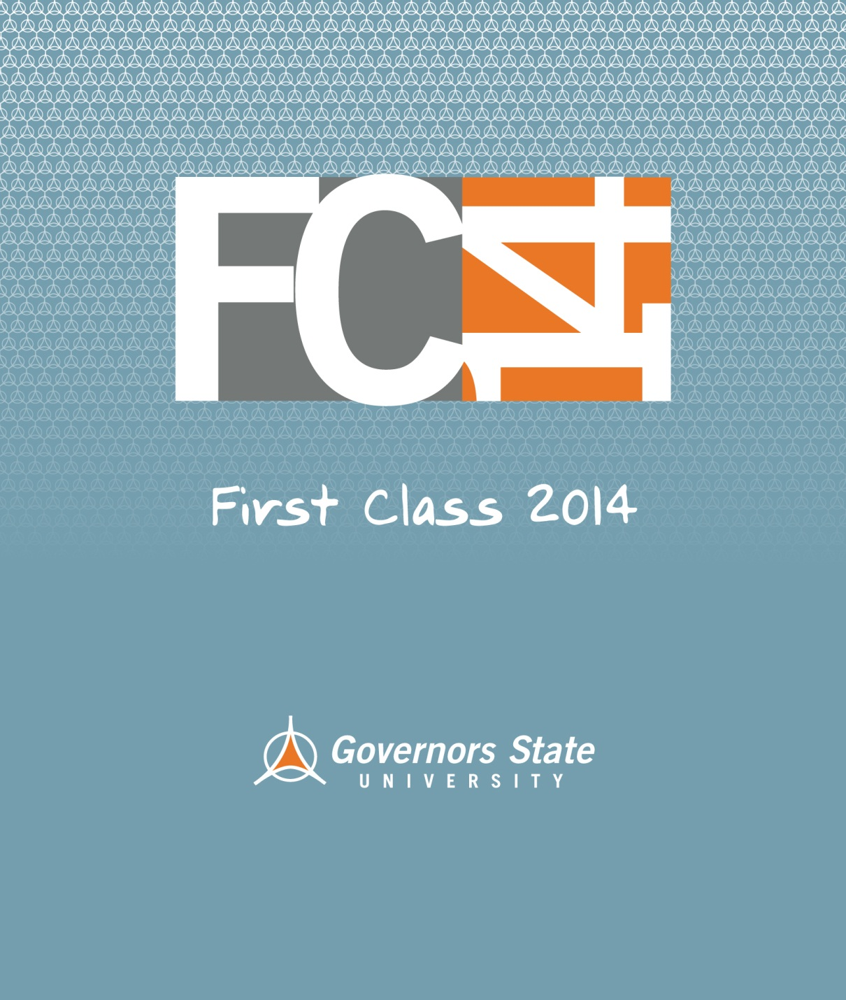 FC14
First Class 2014
Governors State
UNIVERSITY